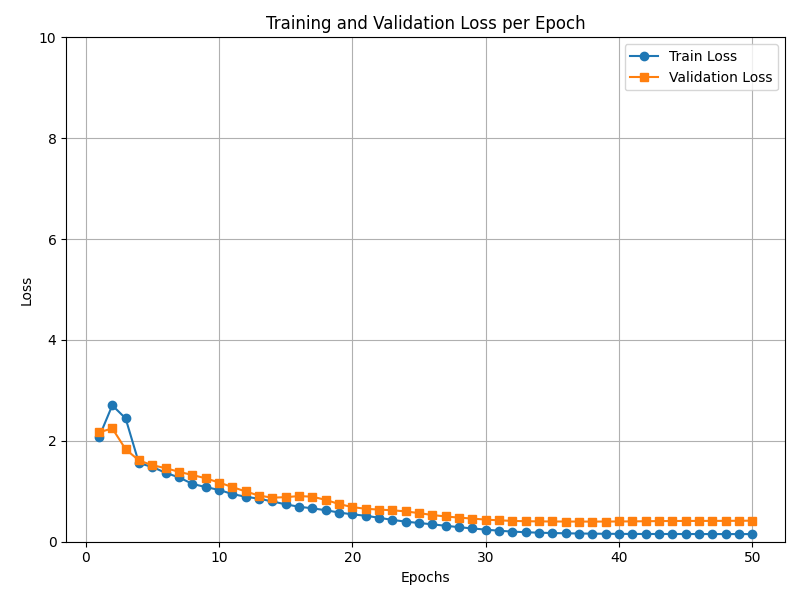 Training and Validation Loss per Epoch
Train Loss
Validation Loss
10
8
6
4
2
0
Loss
0 10 20 30 40 50
Epochs